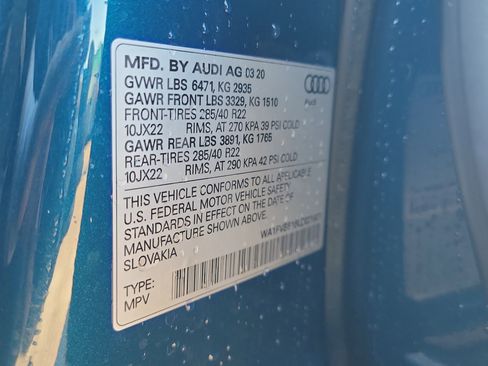 MFD. BY AUDI AG 03 20
GVWR LBS 6471, KG 2935
GAWR FRONT LBS 3329, KG 1510
FRONT-TIRES 285/40 R22
10JX22 RIMS, AT 270 KPA 39 PSI COLD
GAWR REAR LBS 3891, KG 1765
REAR-TIRES 285/40 R22
10JX22 RIMS, AT 290 KPA 42 PSI COLD
THIS VEHICLE CONFORMS TO ALL APPLICABLE
U.S. FEDERAL MOTOR VEHICLE SAFETY
STANDARDS IN EFFECT ON THE DATE OF
MANUFACTURE SHOWN ABOVE.
SLOVAKIA
TYPE:
MPV
Audi